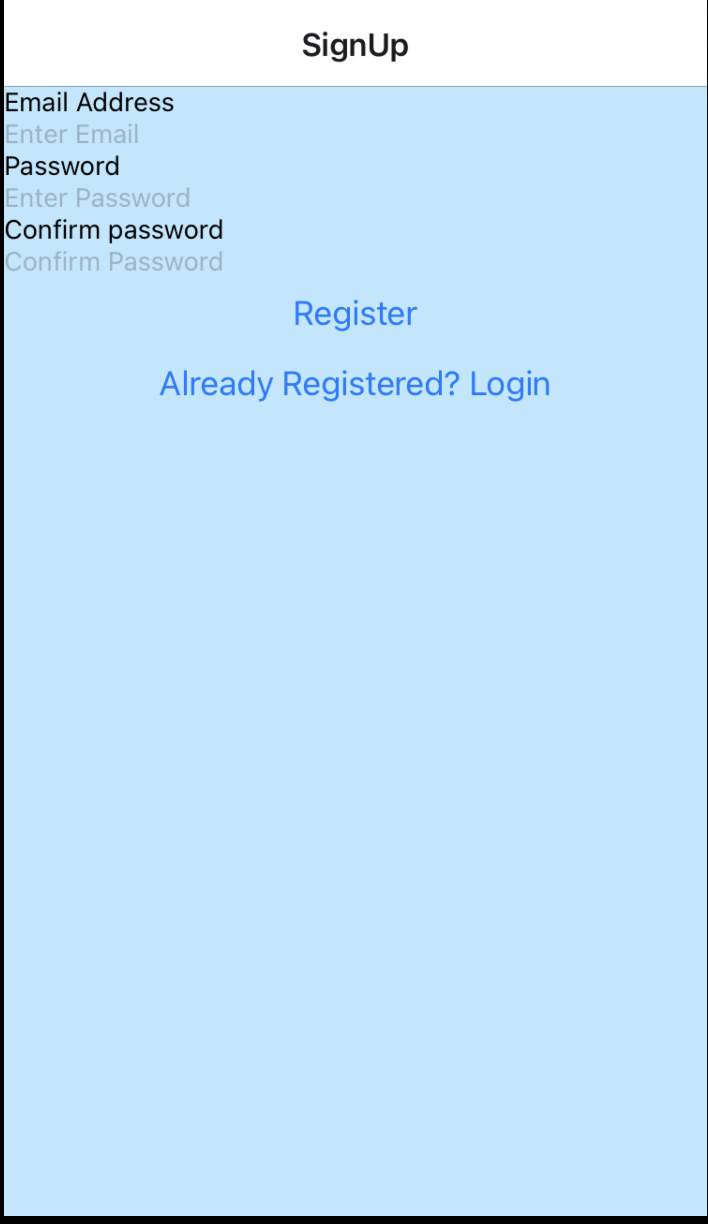 SignUp
Email Address
Enter Email
Password
Enter Password
Confirm password
Confirm Password
Register
Already Registered? Login